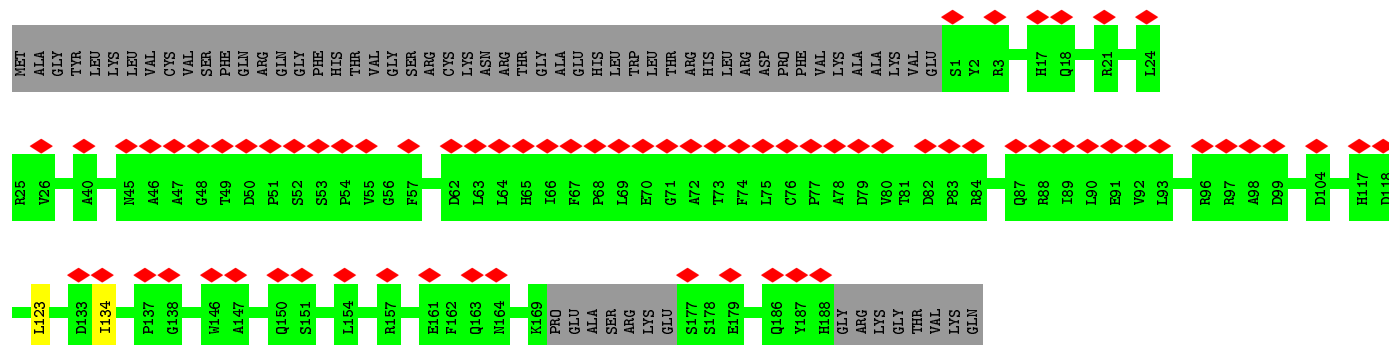 MET ALA GLY TYR LEU LYS LEU VAL CYS VAL SER PHE GLN ARG GLN GLY PHE HIS THR VAL GLY SER ARG CYS LYS ASN ARG THR GLY ALA GLU HIS LEU TRP LEU THR ARG HIS LEU ARG ASP PRO PHE VAL LYS ALA ALA LYS VAL GLU S1 Y2 R3 H17 Q18 R21 L24
R25 V26 A40 N45 A46 A47 G48 T49 D50 P51 S52 S53 P54 V55 G56 F57 D62 L63 L64 H65 I66 F67 P68 L69 E70 G71 A72 T73 F74 L75 C76 P77 A78 D79 V80 T81 D82 P83 R84 Q87 R88 I89 L90 E91 V92 L93 R96 R97 A98 D99 D104 H117 D118
L123 D133 I134 P137 G138 W146 A147 Q150 S151 L154 R157 E161 F162 Q163 N164 K169 PRO GLU ALA SER ARG LYS GLU S177 S178 E179 Q186 Y187 H188 GLY ARG LYS GLY THR VAL LYS GLN